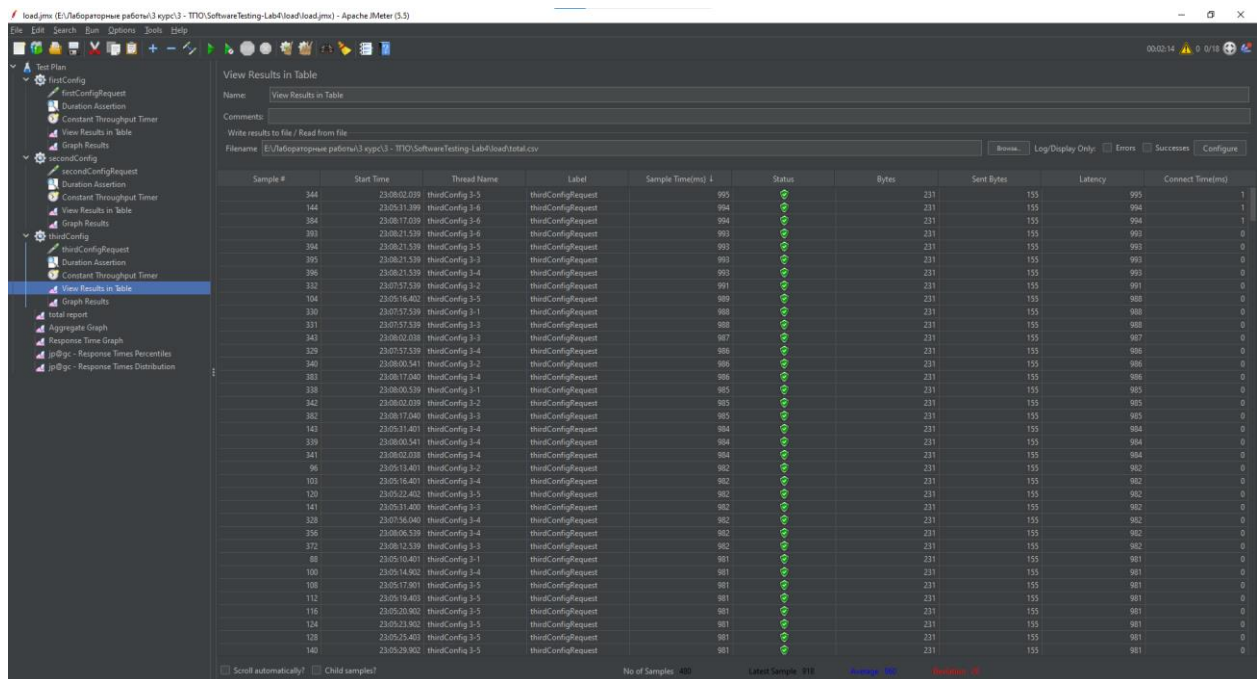 load.jmx (E:\Лабораторные работы\3 курс\3 - ТПО\SoftwareTesting-Lab4\load\load.jmx) - Apache JMeter (5.5)
File Edit Search Run Options Tools Help
00:02:14 0 0/18
Test Plan
firstConfig
firstConfigRequest
Duration Assertion
Constant Throughput Timer
View Results in Table
Graph Results
secondConfig
secondConfigRequest
Duration Assertion
Constant Throughput Timer
View Results in Table
Graph Results
thirdConfig
thirdConfigRequest
Duration Assertion
Constant Throughput Timer
View Results in Table
Graph Results
total report
Aggregate Graph
Response Time Graph
jp@gc - Response Times Percentiles
jp@gc - Response Times Distribution
View Results in Table
Name: View Results in Table
Comments:
Write results to file / Read from file
Filename E:\Лабораторные работы\3 курс\3 - ТПО\SoftwareTesting-Lab4\load\total.csv Browse... Log/Display Only: Errors Successes Configure
Sample # Start Time Thread Name Label Sample Time(ms) ↓ Status Bytes Sent Bytes Latency Connect Time(ms)
344 23:08:02.039 thirdConfig 3-5 thirdConfigRequest 995 231 155 995 1
144 23:05:31.399 thirdConfig 3-6 thirdConfigRequest 994 231 155 994 1
384 23:08:17.039 thirdConfig 3-6 thirdConfigRequest 994 231 155 994 1
393 23:08:21.539 thirdConfig 3-6 thirdConfigRequest 993 231 155 993 0
394 23:08:21.539 thirdConfig 3-5 thirdConfigRequest 993 231 155 993 0
395 23:08:21.539 thirdConfig 3-3 thirdConfigRequest 993 231 155 993 0
396 23:08:21.539 thirdConfig 3-4 thirdConfigRequest 993 231 155 993 0
332 23:07:57.539 thirdConfig 3-2 thirdConfigRequest 991 231 155 991 0
104 23:05:16.402 thirdConfig 3-5 thirdConfigRequest 989 231 155 988 0
330 23:07:57.539 thirdConfig 3-1 thirdConfigRequest 988 231 155 988 0
331 23:07:57.539 thirdConfig 3-3 thirdConfigRequest 988 231 155 988 0
343 23:08:02.038 thirdConfig 3-3 thirdConfigRequest 987 231 155 987 0
329 23:07:57.539 thirdConfig 3-4 thirdConfigRequest 986 231 155 986 0
340 23:08:00.541 thirdConfig 3-2 thirdConfigRequest 986 231 155 986 0
383 23:08:17.040 thirdConfig 3-4 thirdConfigRequest 986 231 155 986 0
338 23:08:00.539 thirdConfig 3-1 thirdConfigRequest 985 231 155 985 0
342 23:08:02.039 thirdConfig 3-2 thirdConfigRequest 985 231 155 985 0
382 23:08:17.040 thirdConfig 3-3 thirdConfigRequest 985 231 155 985 0
143 23:05:31.401 thirdConfig 3-4 thirdConfigRequest 984 231 155 984 0
339 23:08:00.541 thirdConfig 3-4 thirdConfigRequest 984 231 155 984 0
341 23:08:02.038 thirdConfig 3-4 thirdConfigRequest 984 231 155 984 0
96 23:05:13.401 thirdConfig 3-2 thirdConfigRequest 982 231 155 982 0
103 23:05:16.401 thirdConfig 3-4 thirdConfigRequest 982 231 155 982 0
120 23:05:22.402 thirdConfig 3-5 thirdConfigRequest 982 231 155 982 0
141 23:05:31.400 thirdConfig 3-3 thirdConfigRequest 982 231 155 982 0
328 23:07:56.040 thirdConfig 3-4 thirdConfigRequest 982 231 155 982 0
356 23:08:06.539 thirdConfig 3-4 thirdConfigRequest 982 231 155 982 0
372 23:08:12.539 thirdConfig 3-3 thirdConfigRequest 982 231 155 982 0
88 23:05:10.401 thirdConfig 3-1 thirdConfigRequest 981 231 155 981 0
100 23:05:14.902 thirdConfig 3-4 thirdConfigRequest 981 231 155 981 0
108 23:05:17.901 thirdConfig 3-5 thirdConfigRequest 981 231 155 981 0
112 23:05:19.403 thirdConfig 3-5 thirdConfigRequest 981 231 155 981 0
116 23:05:20.902 thirdConfig 3-5 thirdConfigRequest 981 231 155 981 0
124 23:05:23.902 thirdConfig 3-5 thirdConfigRequest 981 231 155 981 0
128 23:05:25.403 thirdConfig 3-5 thirdConfigRequest 981 231 155 981 0
140 23:05:29.902 thirdConfig 3-5 thirdConfigRequest 981 231 155 981 0
Scroll automatically? Child samples? No of Samples 480 Latest Sample Average